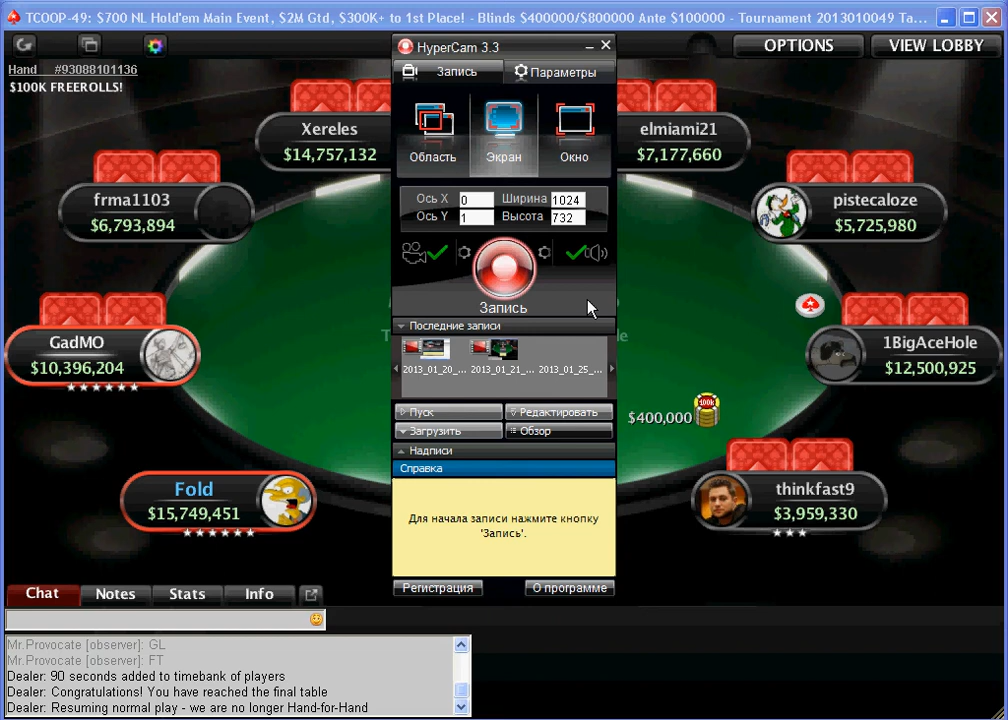 TCOOP-49: $700 NL Hold'em Main Event, $2M Gtd, $300K+ to 1st Place! - Blinds $400000/$800000 Ante $100000 - Tournament 2013010049 Ta...
OPTIONS
VIEW LOBBY
Hand #93088101136
$100K FREEROLLS!
HyperCam 3.3
Запись
Параметры
Область
Экран
Окно
Ось X 0 Ширина 1024
Ось Y 1 Высота 732
Запись
Последние записи
2013_01_20_...
2013_01_21_...
2013_01_25_...
Пуск
Редактировать
Загрузить
Обзор
Надписи
Справка
Для начала записи нажмите кнопку
'Запись'.
Регистрация
О программе
Xereles
$14,757,132
elmiami21
$7,177,660
frma1103
$6,793,894
pistecaloze
$5,725,980
GadMO
$10,396,204
1BigAceHole
$12,500,925
$400,000
100k
Fold
$15,749,451
thinkfast9
$3,959,330
Chat
Notes
Stats
Info
Mr.Provocate [observer]: GL
Mr.Provocate [observer]: FT
Dealer: 90 seconds added to timebank of players
Dealer: Congratulations! You have reached the final table
Dealer: Resuming normal play - we are no longer Hand-for-Hand